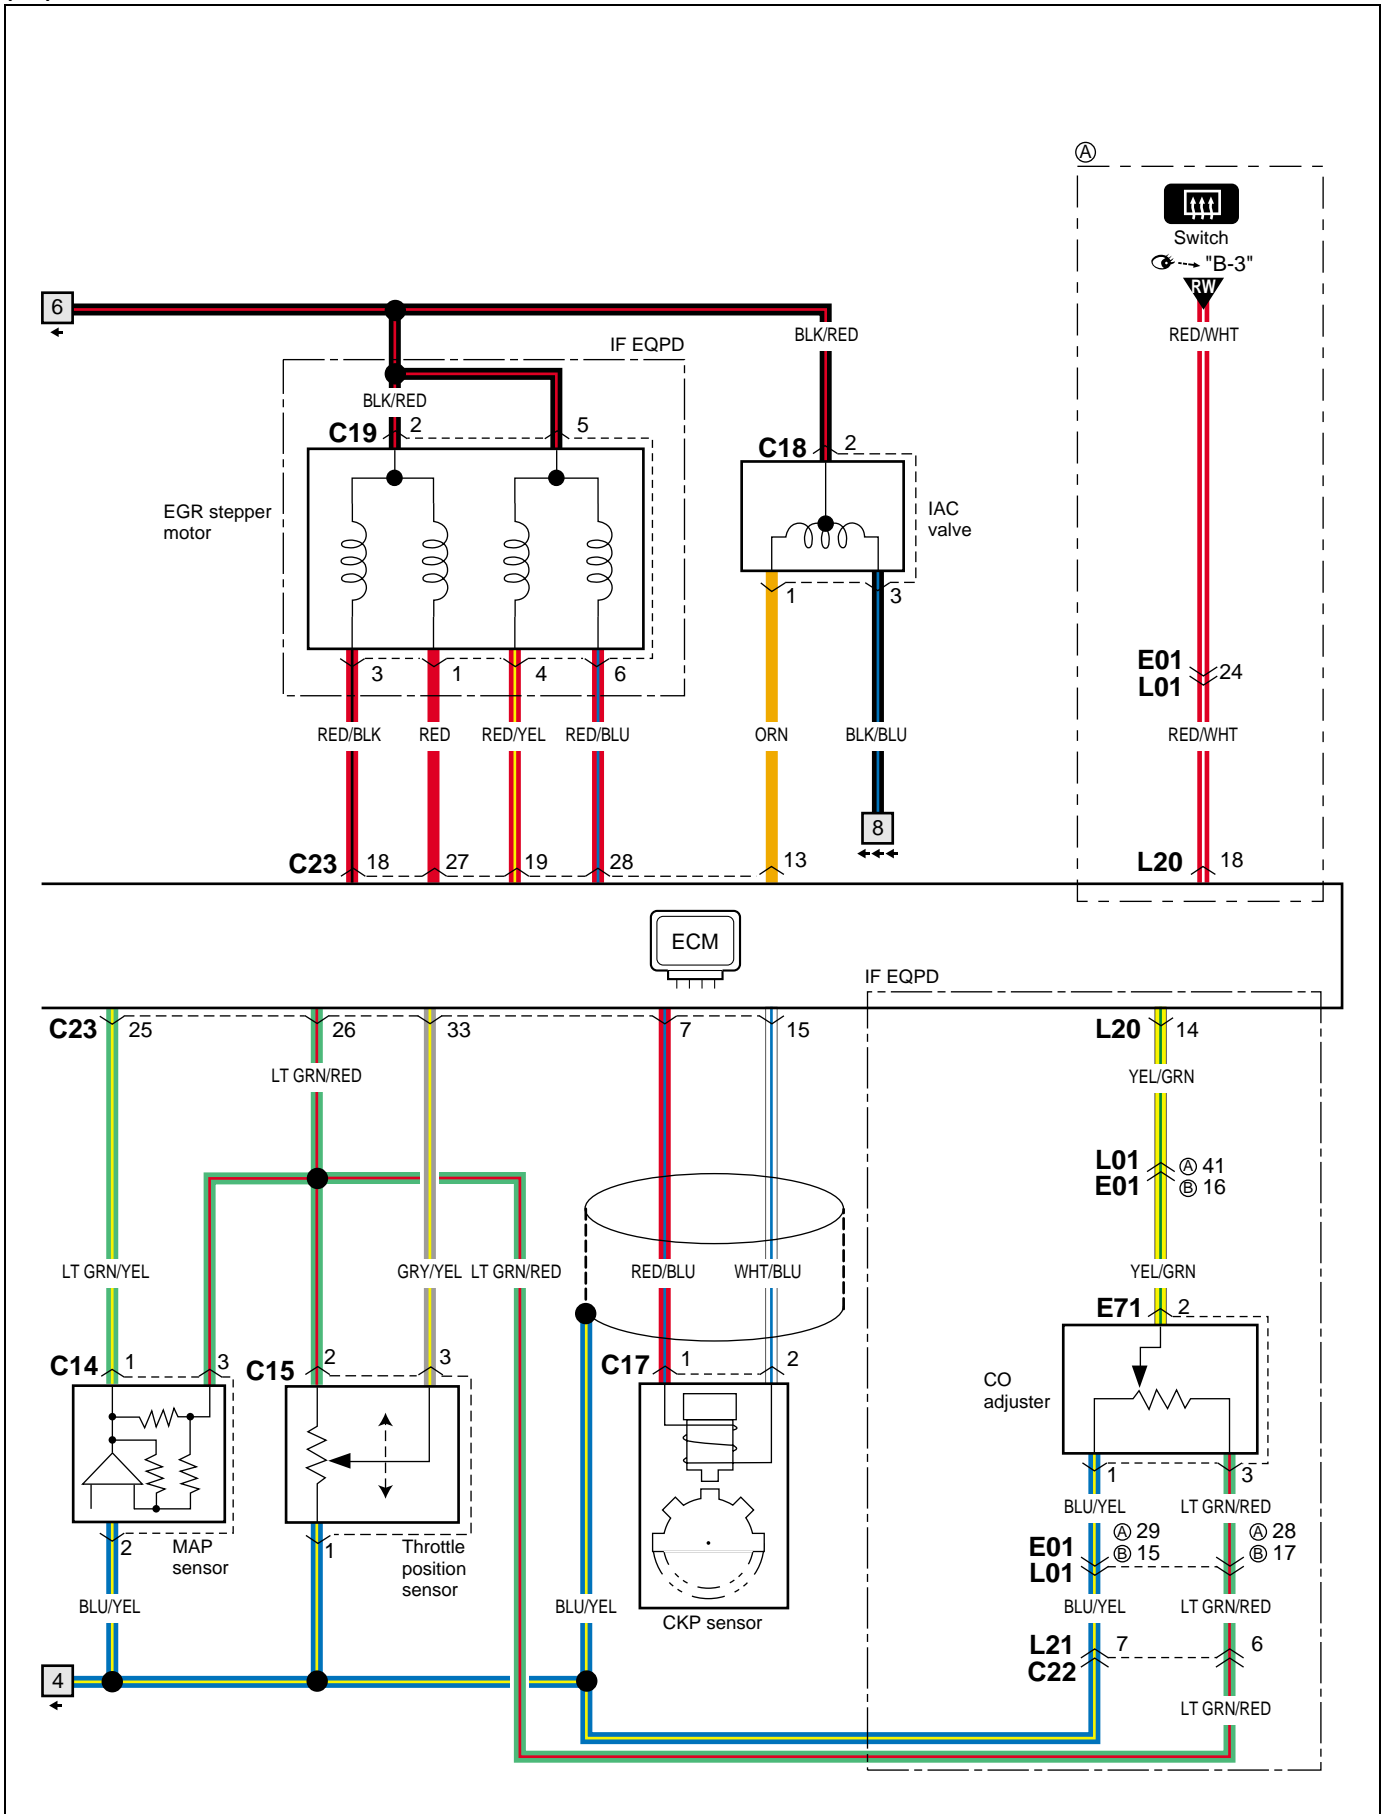 A
Switch
"B-3"
RW
6
BLK/RED
RED/WHT
IF EQPD
BLK/RED
C19 2 5
C18 2
EGR stepper
motor
IAC
valve
1 3
3 1 4 6
E01
L01
24
RED/BLK RED RED/YEL RED/BLU ORN BLK/BLU RED/WHT
8
C23 18 27 19 28 13
L20 18
ECM
IF EQPD
C23 25 26 33 7 15
L20 14
LT GRN/RED
YEL/GRN
L01
E01
A 41
B 16
LT GRN/YEL GRY/YEL LT GRN/RED RED/BLU WHT/BLU YEL/GRN
E71 2
C14 1 3
C15 2 3
C17 1 2
CO
adjuster
1 3
BLU/YEL LT GRN/RED
2 MAP
sensor
1 Throttle
position
sensor
E01
L01
A 29
B 15
A 28
B 17
BLU/YEL BLU/YEL BLU/YEL LT GRN/RED
CKP sensor
L21
C22
7 6
4
LT GRN/RED